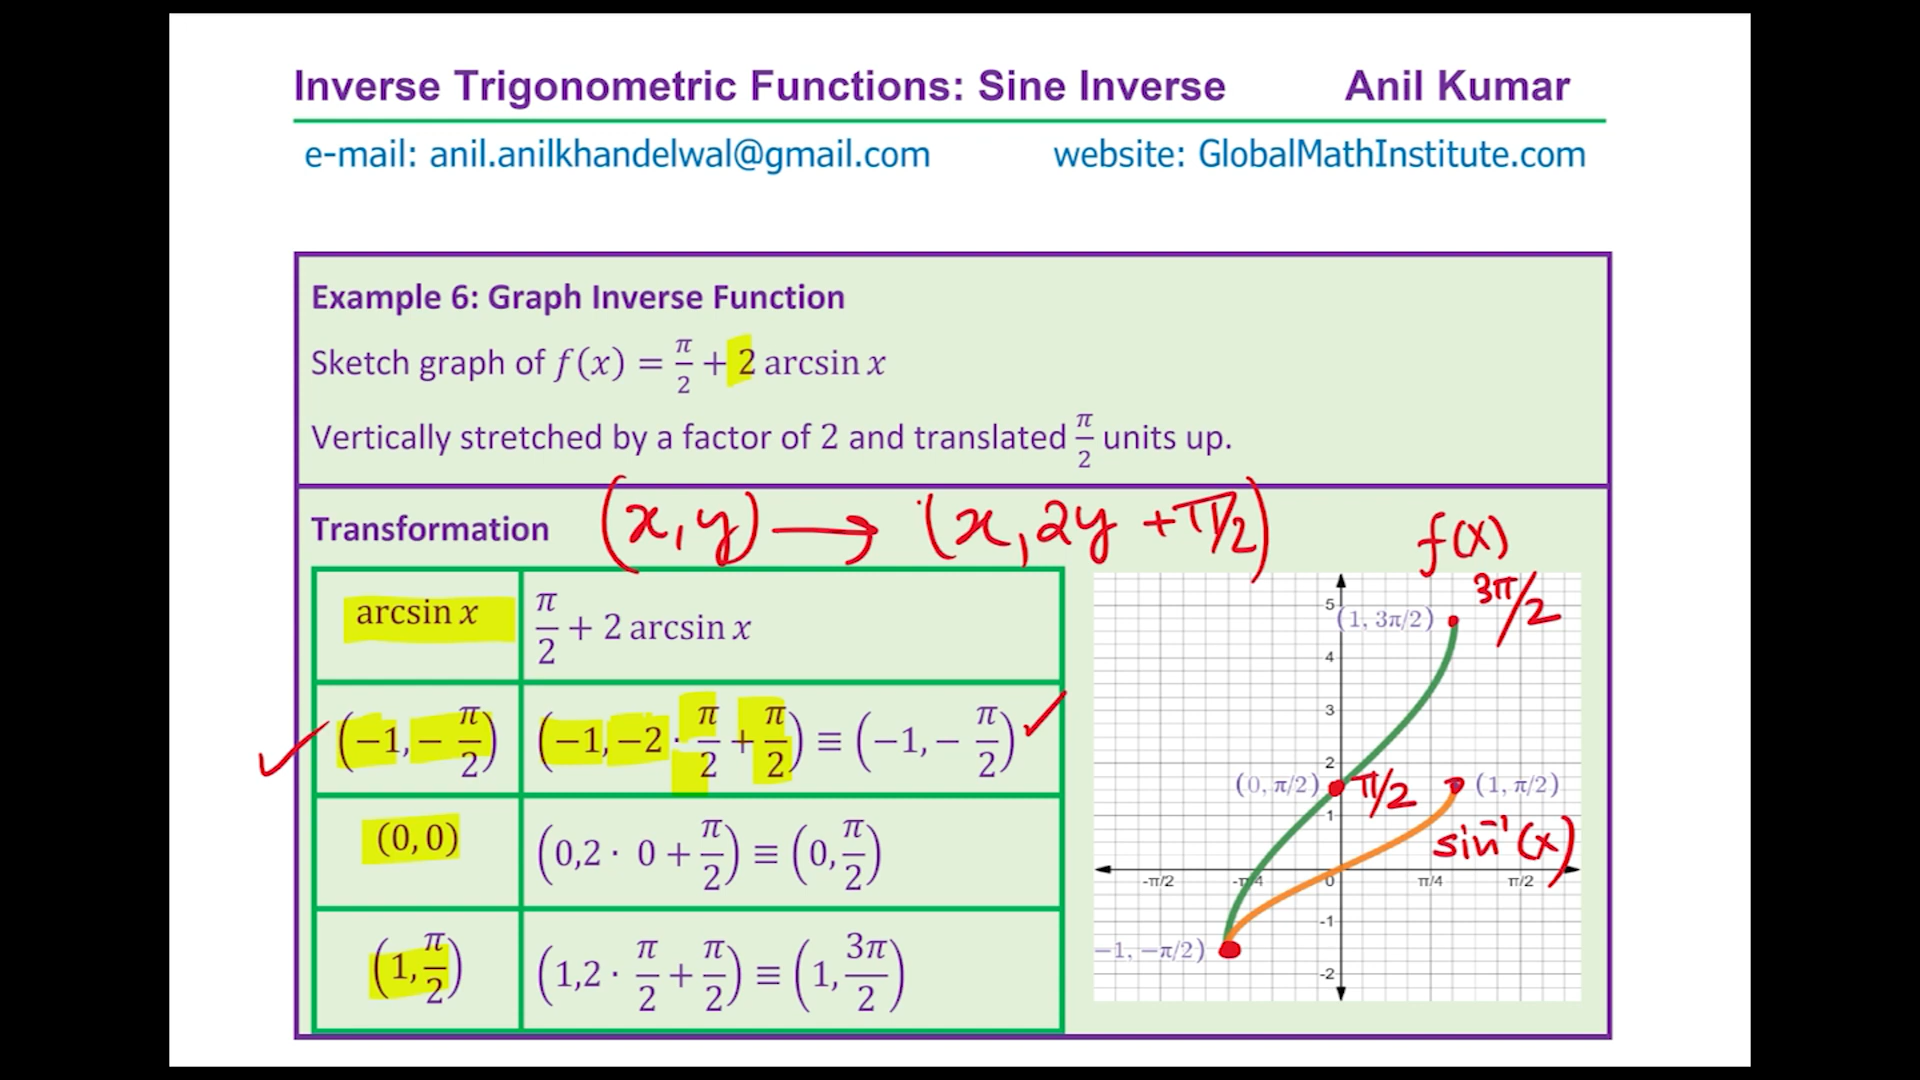 Inverse Trigonometric Functions: Sine Inverse Anil Kumar
e-mail: anil.anilkhandelwal@gmail.com website: GlobalMathInstitute.com
Example 6: Graph Inverse Function
Sketch graph of f(x) = π/2 + 2 arcsin x
Vertically stretched by a factor of 2 and translated π/2 units up.
Transformation (x, y) → (x, 2y + π/2)
arcsin x π/2 + 2 arcsin x
(−1, − π/2) (−1, −2 · π/2 + π/2) ≡ (−1, − π/2)
(0, 0) (0,2 · 0 + π/2) ≡ (0, π/2)
(1, π/2) (1,2 · π/2 + π/2) ≡ (1, 3π/2)
f(x)
5 (1, 3π/2) 3π/2
4
3
2
(0, π/2) π/2 (1, π/2)
1
sin⁻¹(x)
-π/2 -π/4 0 π/4 π/2
-1
−1, −π/2)
-2